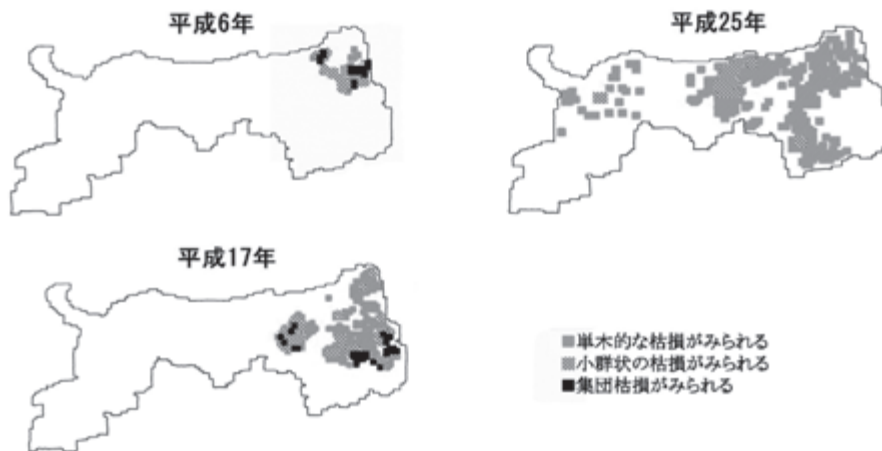 平成6年
平成25年
平成17年
単木的な枯損がみられる
小群状の枯損がみられる
集団枯損がみられる